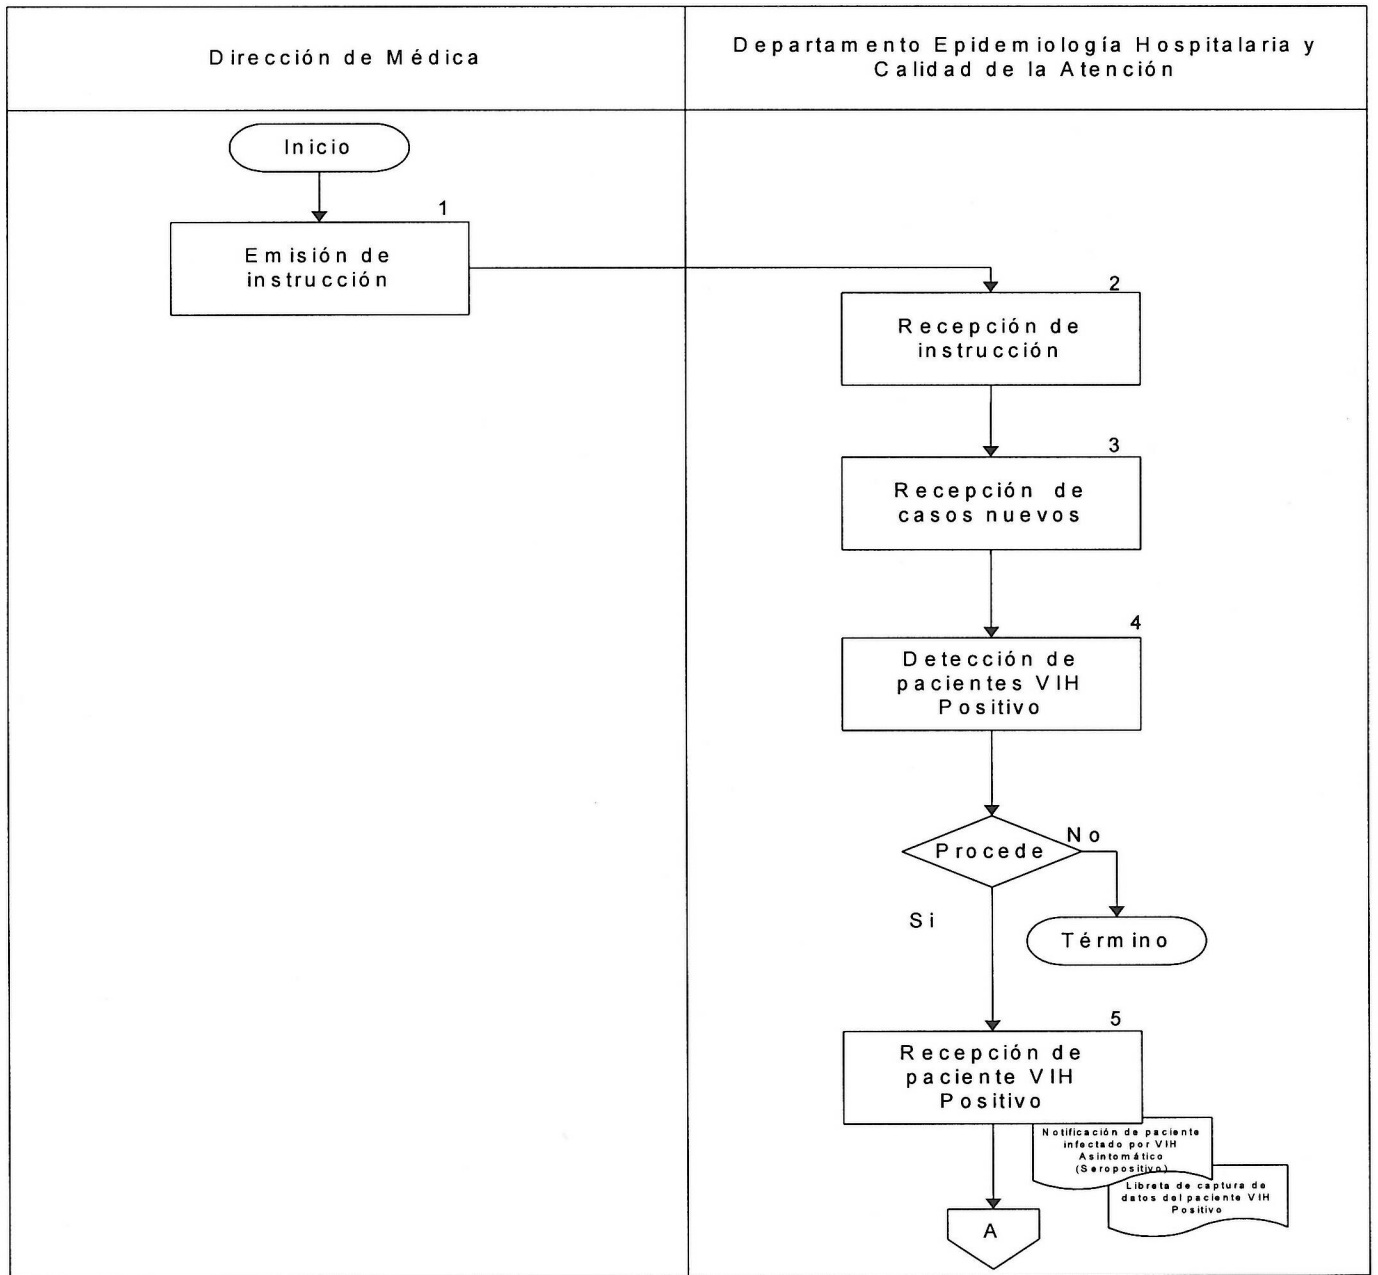 Dirección de Médica
Departamento Epidemiología Hospitalaria y
Calidad de la Atención
Inicio
1
Emisión de
instrucción
2
Recepción de
instrucción
3
Recepción de
casos nuevos
4
Detección de
pacientes VIH
Positivo
Procede
No
Si
Término
5
Recepción de
paciente VIH
Positivo
Notificación de paciente
infectado por VIH
Asintomático
(Seropositivo)
Libreta de captura de
datos del paciente VIH
Positivo
A